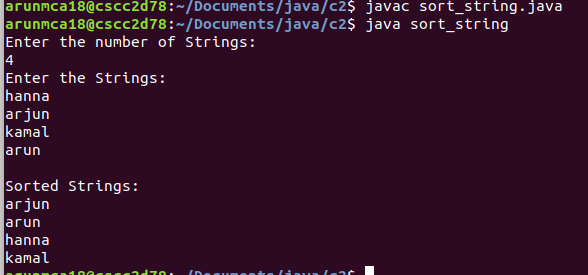 arunmca18@cscc2d78:~/Documents/java/c2$ javac sort_string.java
arunmca18@cscc2d78:~/Documents/java/c2$ java sort_string
Enter the number of Strings:
4
Enter the Strings:
hanna
arjun
kamal
arun
Sorted Strings:
arjun
arun
hanna
kamal
arunmca18@cscc2d78:~/Documents/java/c2$